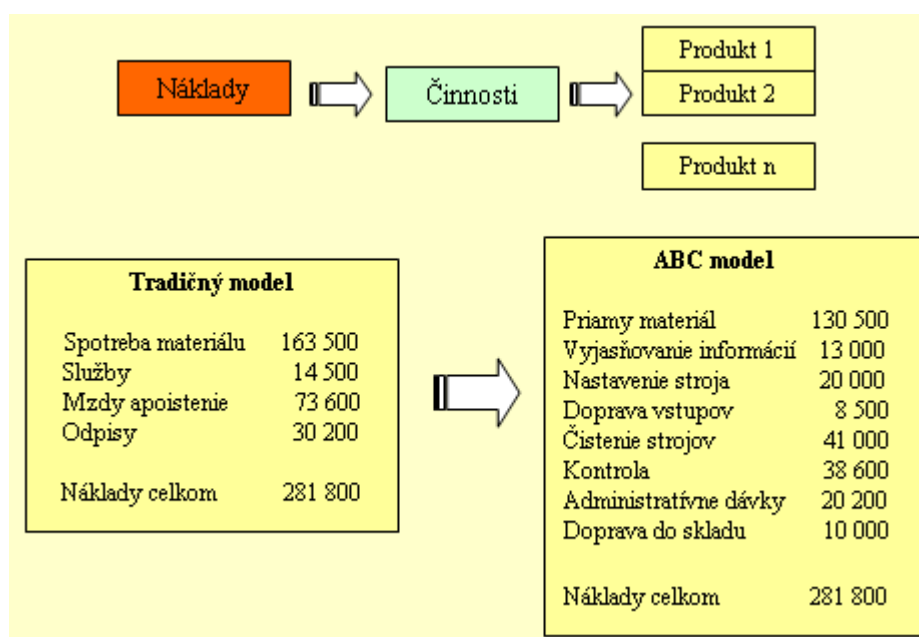 Náklady
Činnosti
Produkt 1
Produkt 2
Produkt n
Tradičný model
Spotreba materiálu 163 500
Služby 14 500
Mzdy apoistenie 73 600
Odpisy 30 200
Náklady celkom 281 800
ABC model
Priamy materiál 130 500
Vyjasňovanie informácií 13 000
Nastavenie stroja 20 000
Doprava vstupov 8 500
Čistenie strojov 41 000
Kontrola 38 600
Administratívne dávky 20 200
Doprava do skladu 10 000
Náklady celkom 281 800